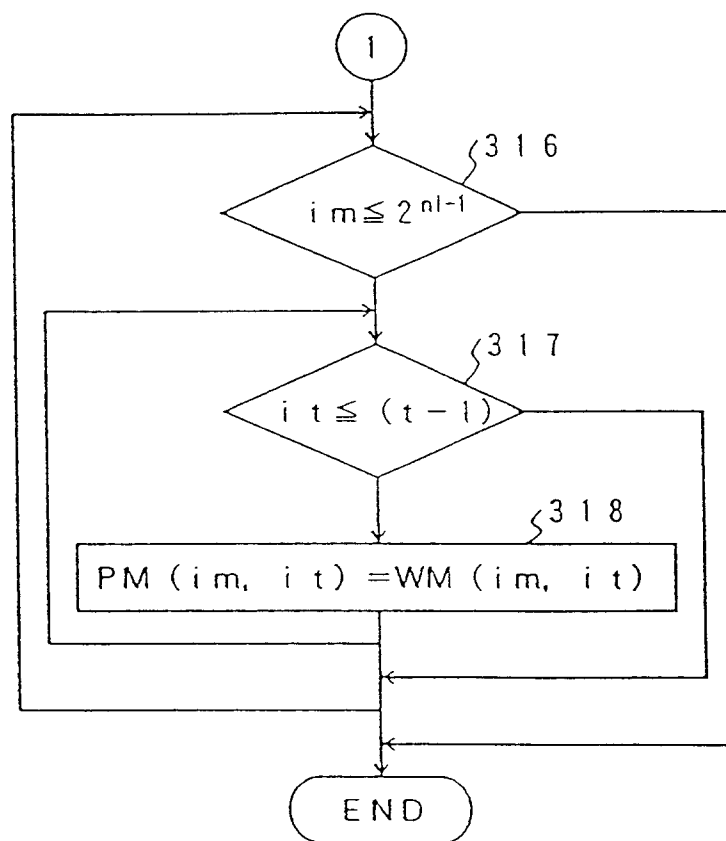 1
316
im≦2^nl-1
317
it≦(t-1)
318
PM(im, it)=WM(im, it)
END